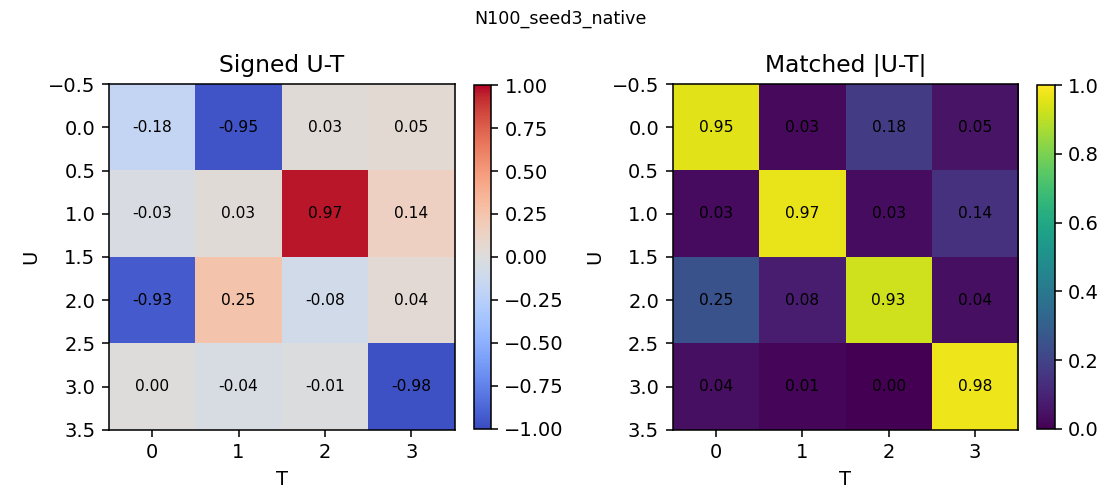 N100_seed3_native
Signed U-T
Matched |U-T|
−0.5
0.0
0.5
1.0
1.5
2.0
2.5
3.0
3.5
U
-0.18 -0.95 0.03 0.05
-0.03 0.03 0.97 0.14
-0.93 0.25 -0.08 0.04
0.00 -0.04 -0.01 -0.98
0 1 2 3
T
1.00
0.75
0.50
0.25
0.00
−0.25
−0.50
−0.75
−1.00
−0.5
0.0
0.5
1.0
1.5
2.0
2.5
3.0
3.5
U
0.95 0.03 0.18 0.05
0.03 0.97 0.03 0.14
0.25 0.08 0.93 0.04
0.04 0.01 0.00 0.98
0 1 2 3
T
1.0
0.8
0.6
0.4
0.2
0.0